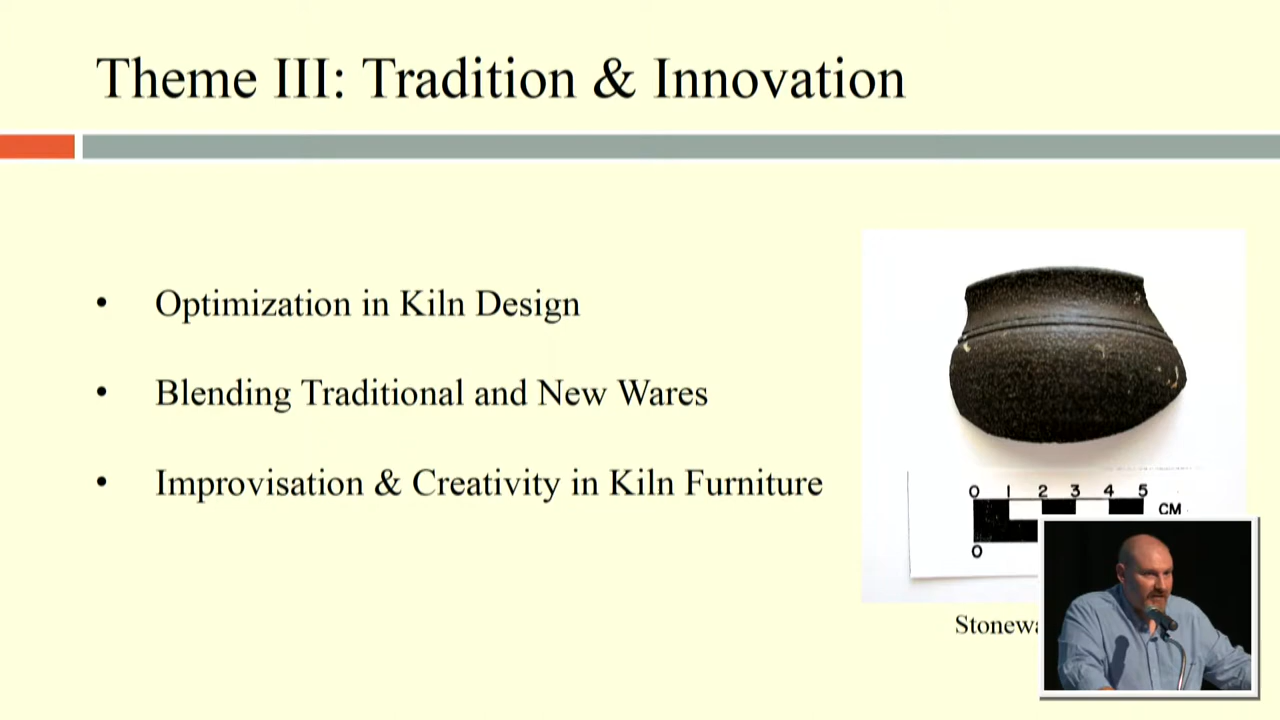 Theme III: Tradition & Innovation
• Optimization in Kiln Design
• Blending Traditional and New Wares
• Improvisation & Creativity in Kiln Furniture
0 1 2 3 4 5
CM
0